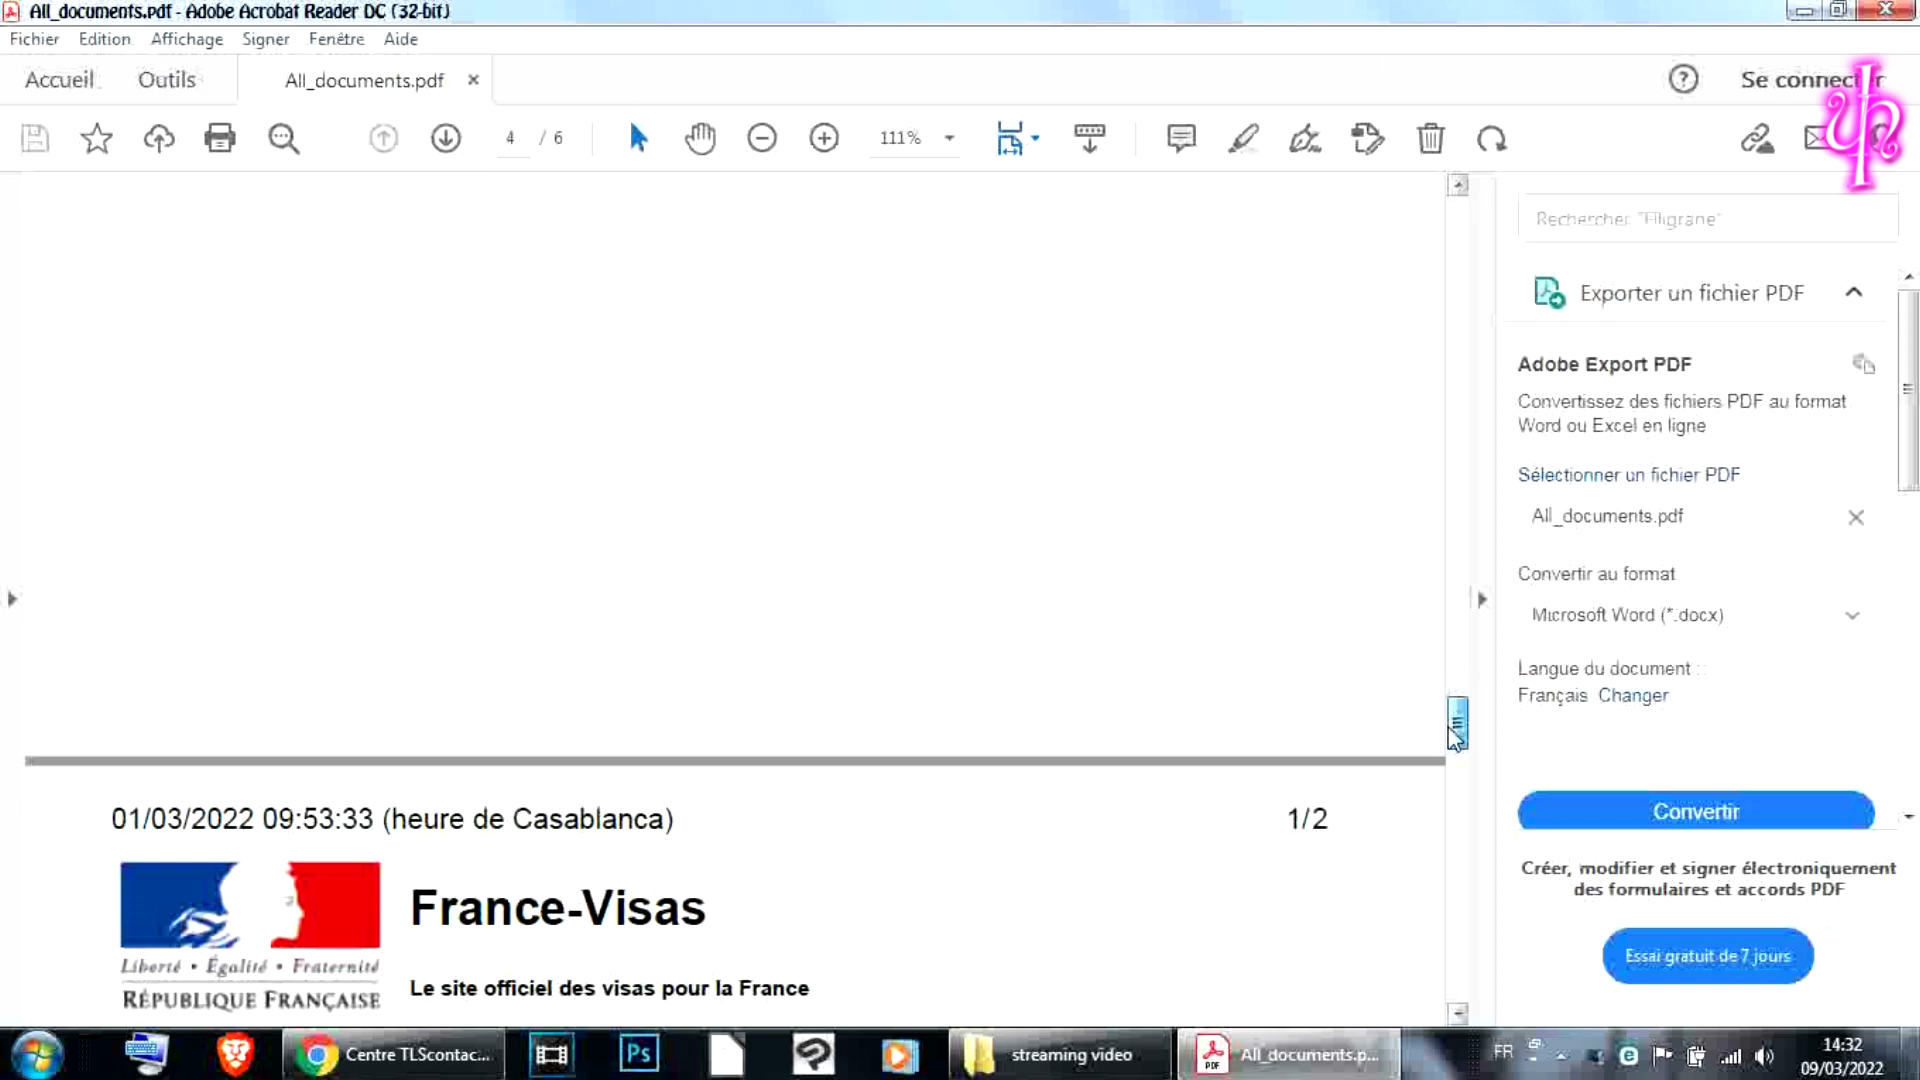 All_documents.pdf - Adobe Acrobat Reader DC (32-bit)
Fichier Edition Affichage Signer Fenêtre Aide
Accueil Outils All_documents.pdf
Se connecter
4 / 6 111%
Rechercher "Filigrane"
Exporter un fichier PDF
Adobe Export PDF
Convertissez des fichiers PDF au format
Word ou Excel en ligne
Sélectionner un fichier PDF
All_documents.pdf
Convertir au format
Microsoft Word (*.docx)
Langue du document :
Français Changer
Convertir
Créer, modifier et signer électroniquement
des formulaires et accords PDF
Essai gratuit de 7 jours
01/03/2022 09:53:33 (heure de Casablanca) 1/2
France-Visas
Liberté • Égalité • Fraternité
RÉPUBLIQUE FRANÇAISE
Le site officiel des visas pour la France
Centre TLScontac...
Ps
streaming video
PDF
All_documents.p...
FR
14:32
09/03/2022